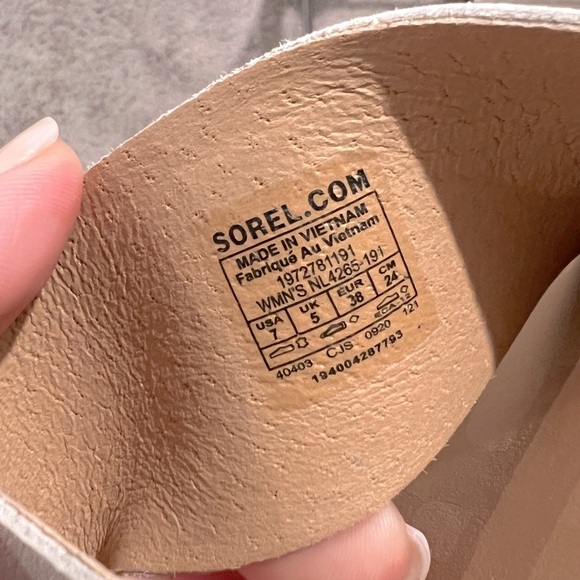 SOREL.COM
MADE IN VIETNAM
Fabriqué Au Vietnam
1972781191
WMN'S NL4265-191
USA UK EUR CM
7 5 38 24
40403 CJS 0920 121
194004287793